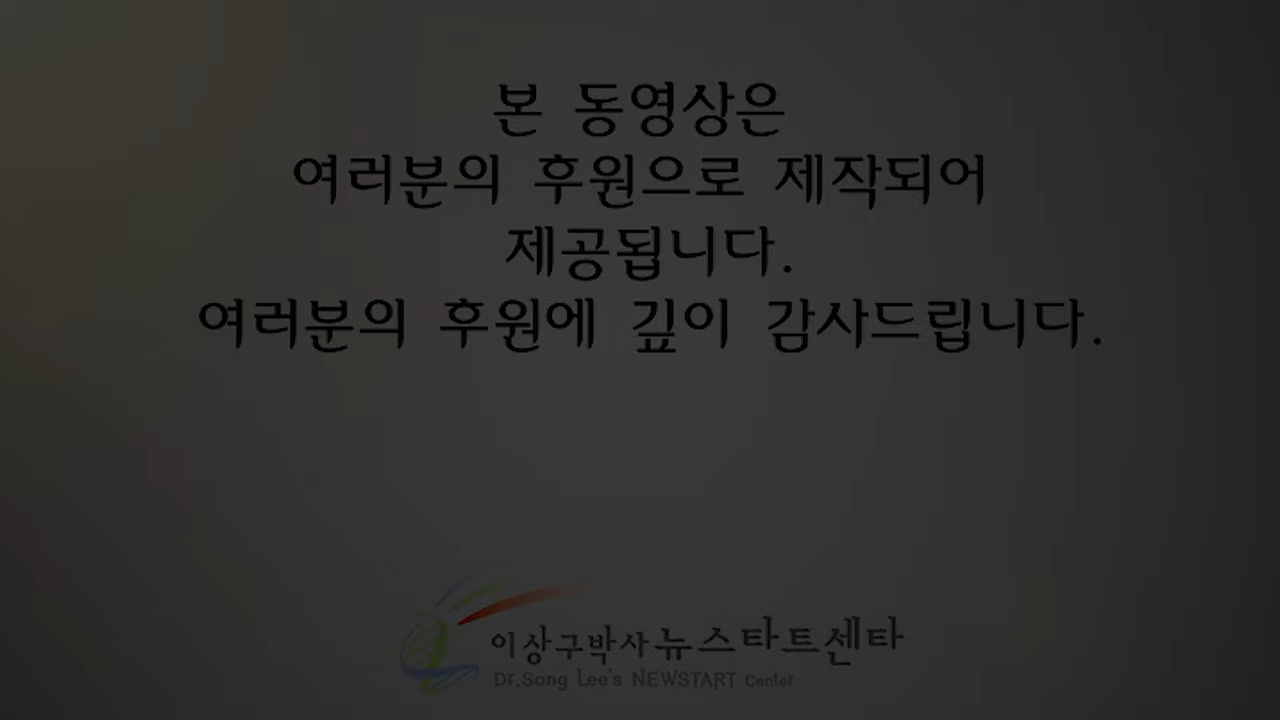 본 동영상은
여러분의 후원으로 제작되어
제공됩니다.
여러분의 후원에 깊이 감사드립니다.
이상구박사 뉴스타트센타
Dr.Sang Lee's NEWSTART Center